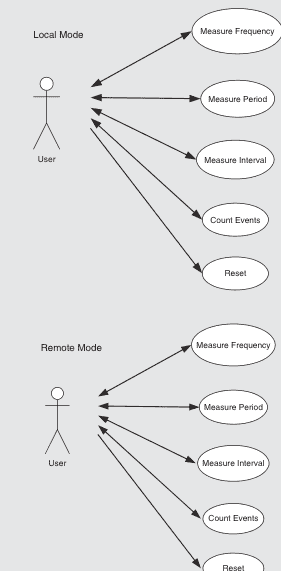 Local Mode
Measure Frequency
Measure Period
Measure Interval
User
Count Events
Reset
Remote Mode
Measure Frequency
Measure Period
Measure Interval
User
Count Events
Reset